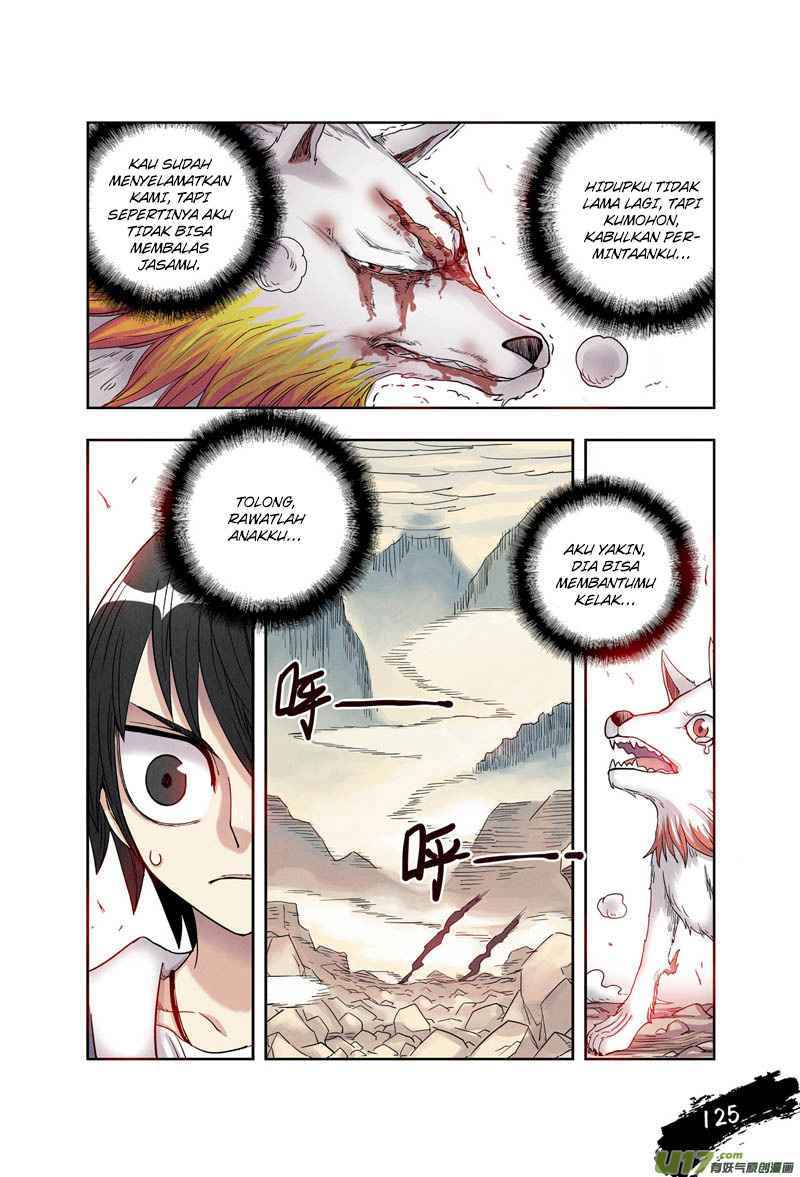 KAU SUDAH
MENYELAMATKAN
KAMI, TAPI
SEPERTINYA AKU
TIDAK BISA
MEMBALAS
JASAMU.
HIDUPKU TIDAK
LAMA LAGI, TAPI
KUMOHON,
KABULKAN PER-
MINTAANKU...
TOLONG,
RAWATLAH
ANAKKU...
AKU YAKIN,
DIA BISA
MEMBANTUMU
KELAK...
呼——
呼——
125
U17.com
有妖气原创漫画